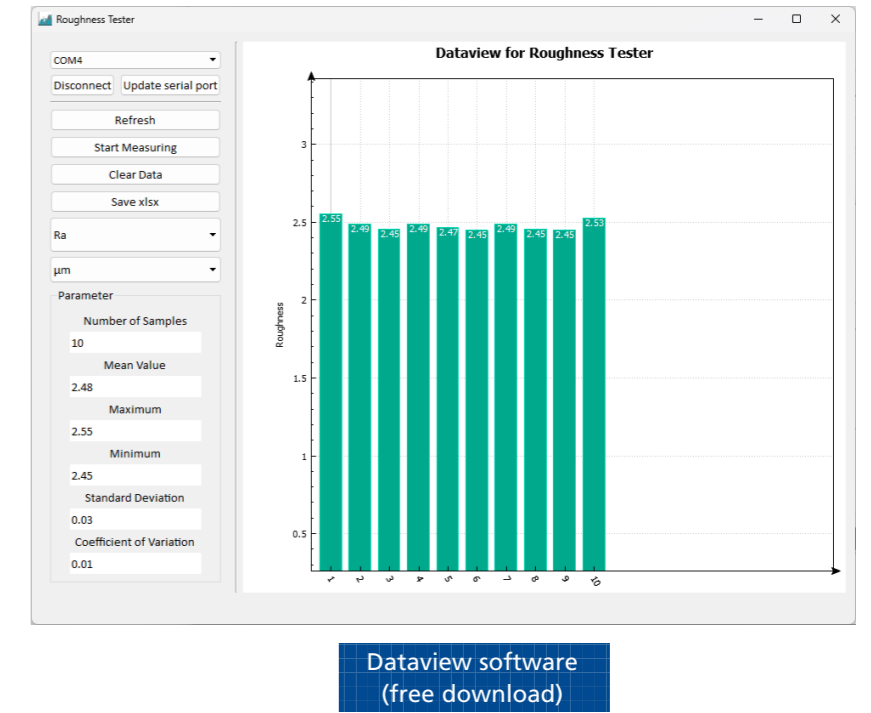 Roughness Tester
COM4
Disconnect Update serial port
Refresh
Start Measuring
Clear Data
Save xlsx
Ra
µm
Parameter
Number of Samples
10
Mean Value
2.48
Maximum
2.55
Minimum
2.45
Standard Deviation
0.03
Coefficient of Variation
0.01
Dataview for Roughness Tester
Roughness
3
2.5
2
1.5
1
0.5
2.55 2.49 2.45 2.49 2.47 2.45 2.49 2.45 2.45 2.53
1 2 3 4 5 6 7 8 9 10
Dataview software
(free download)